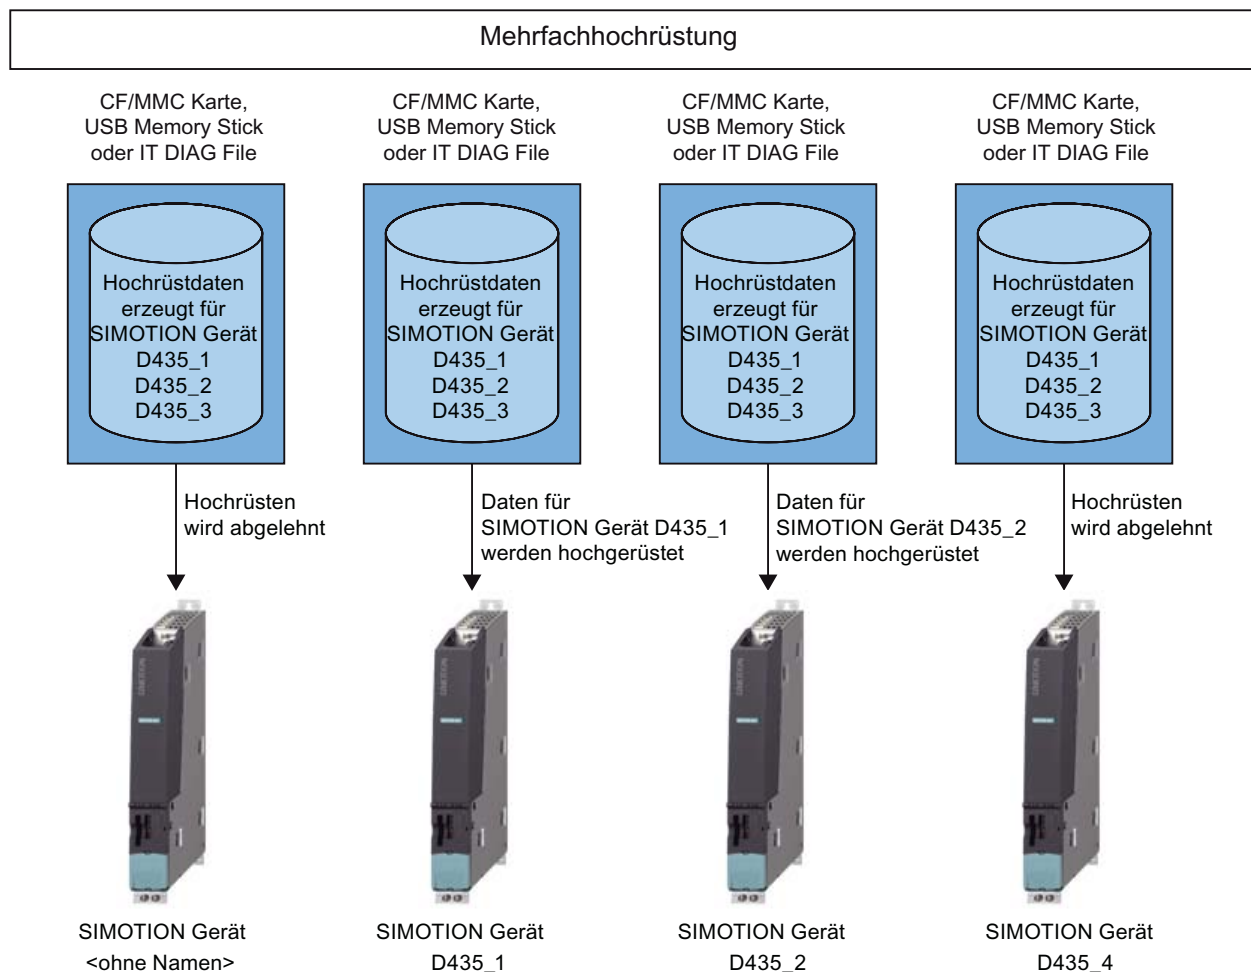 Mehrfachhochrüstung
CF/MMC Karte,
USB Memory Stick
oder IT DIAG File
Hochrüstdaten
erzeugt für
SIMOTION Gerät
D435_1
D435_2
D435_3
Hochrüsten
wird abgelehnt
SIMOTION
SIMOTION Gerät
<ohne Namen>
CF/MMC Karte,
USB Memory Stick
oder IT DIAG File
Hochrüstdaten
erzeugt für
SIMOTION Gerät
D435_1
D435_2
D435_3
Daten für
SIMOTION Gerät D435_1
werden hochgerüstet
SIMOTION
SIMOTION Gerät
D435_1
CF/MMC Karte,
USB Memory Stick
oder IT DIAG File
Hochrüstdaten
erzeugt für
SIMOTION Gerät
D435_1
D435_2
D435_3
Daten für
SIMOTION Gerät D435_2
werden hochgerüstet
SIMOTION
SIMOTION Gerät
D435_2
CF/MMC Karte,
USB Memory Stick
oder IT DIAG File
Hochrüstdaten
erzeugt für
SIMOTION Gerät
D435_1
D435_2
D435_3
Hochrüsten
wird abgelehnt
SIMOTION
SIMOTION Gerät
D435_4